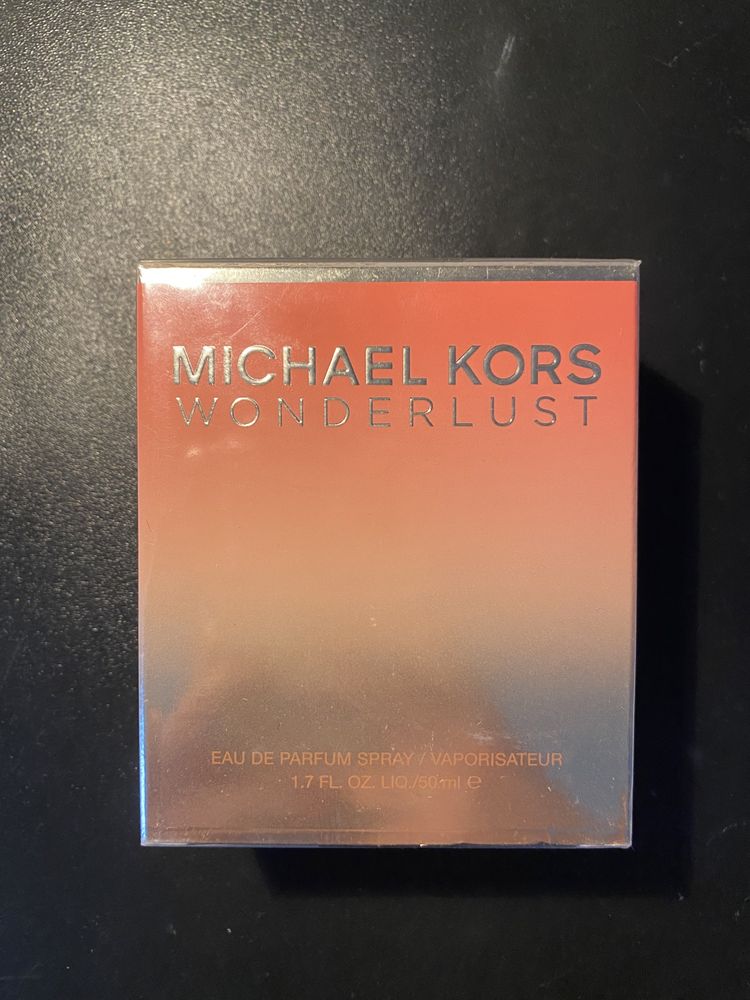 MICHAEL KORS
WONDERLUST
EAU DE PARFUM SPRAY / VAPORISATEUR
1.7 FL. OZ. LIQ./50 ml ℮